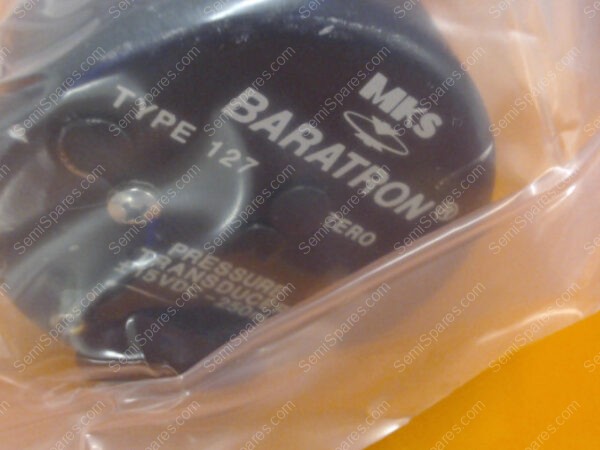 MKS
BARATRON®
TYPE 127
ZERO
PRESSURE
TRANSDUCER
SemiSpares.com